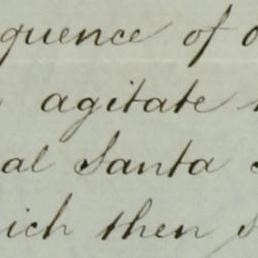 quence of
agitate
al Santa
ich then s